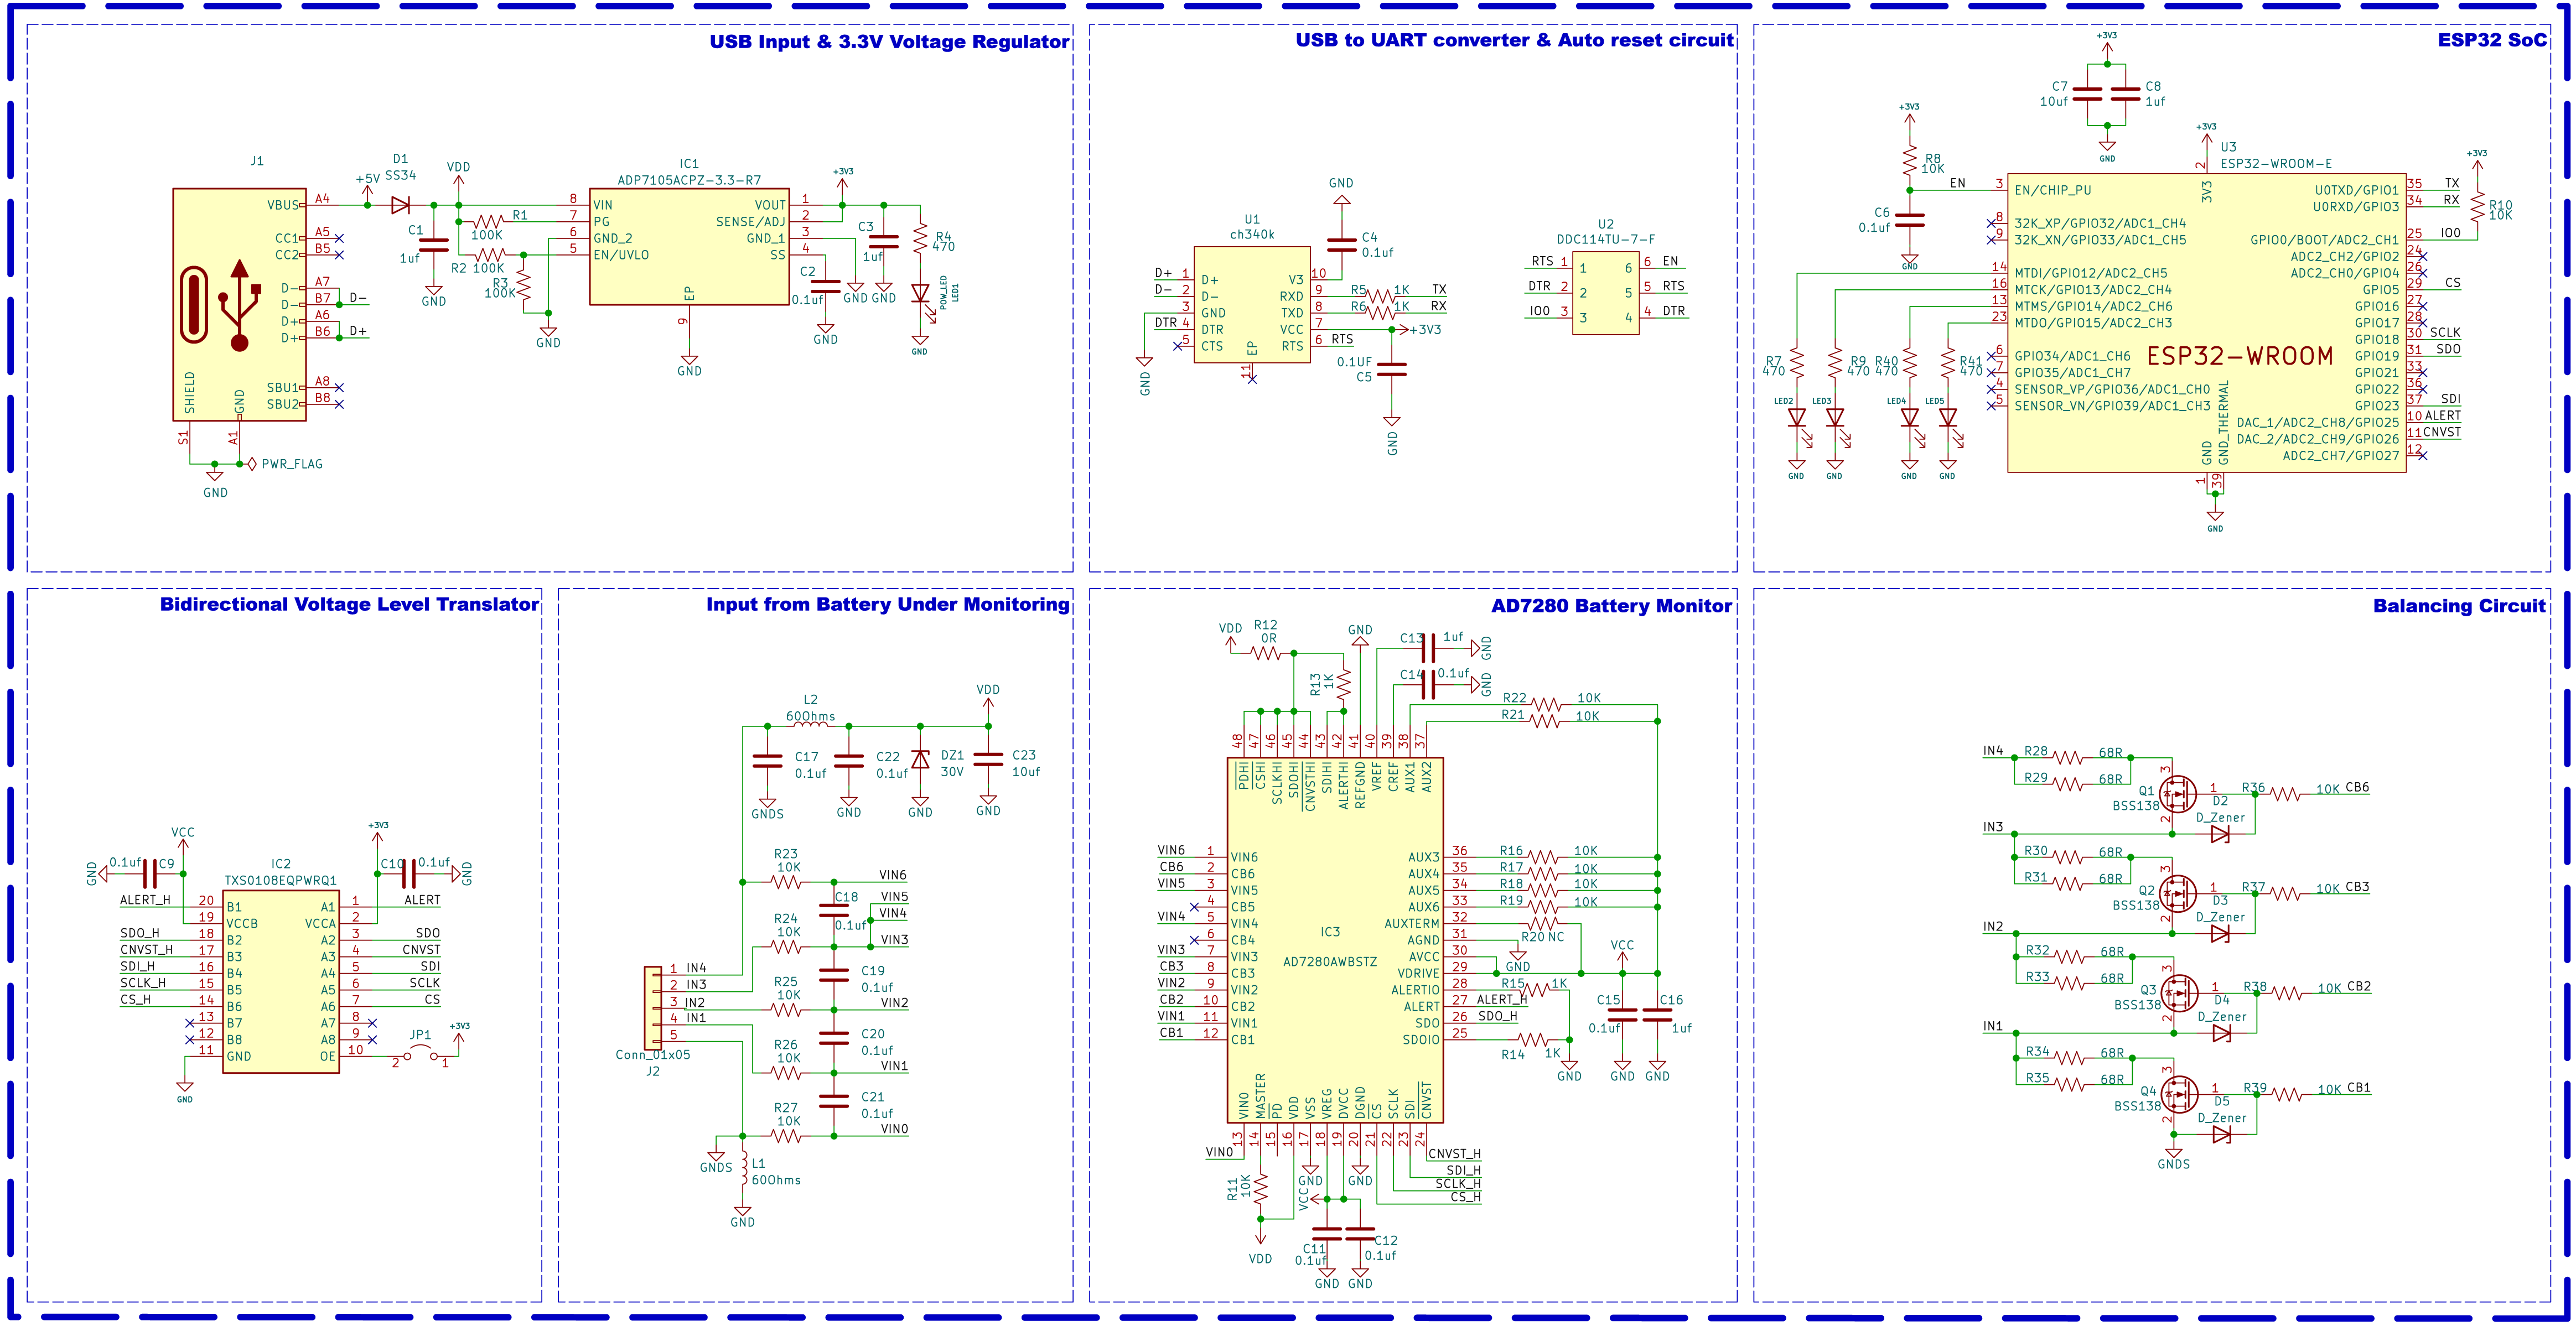 USB Input & 3.3V Voltage Regulator
J1
VBUS A4
CC1 A5
CC2 B5
D- A7
D- B7
D+ A6
D+ B6
SBU1 A8
SBU2 B8
SHIELD
GND
S1
A1
PWR_FLAG
GND
+5V
D1
SS34
VDD
C1
1uf
GND
R1
100K
R2 100K
R3
100K
GND
D-
D+
IC1
ADP7105ACPZ-3.3-R7
8 VIN
7 PG
6 GND_2
5 EN/UVLO
VOUT 1
SENSE/ADJ 2
GND_1 3
SS 4
EP
9
GND
+3V3
C2
0.1uf
GND
GND
C3
1uf
GND
R4
470
POW_LED
LED1
GND
USB to UART converter & Auto reset circuit
U1
ch340k
D+ 1 D+
D- 2 D-
3 GND
DTR 4 DTR
5 CTS
V3 10
RXD 9
TXD 8
VCC 7
RTS 6 RTS
EP
11
GND
GND
C4
0.1uf
R5 1K TX
R6 1K RX
+3V3
0.1UF
C5
GND
U2
DDC114TU-7-F
RTS 1 1 6 6 EN
DTR 2 2 5 5 RTS
IO0 3 3 4 4 DTR
ESP32 SoC
+3V3
C7
10uf
C8
1uf
GND
+3V3
R8
10K
EN
C6
0.1uf
GND
+3V3
U3
ESP32-WROOM-E
3 EN/CHIP_PU
8 32K_XP/GPIO32/ADC1_CH4
9 32K_XN/GPIO33/ADC1_CH5
14 MTDI/GPIO12/ADC2_CH5
16 MTCK/GPIO13/ADC2_CH4
13 MTMS/GPIO14/ADC2_CH6
23 MTDO/GPIO15/ADC2_CH3
6 GPIO34/ADC1_CH6
7 GPIO35/ADC1_CH7
4 SENSOR_VP/GPIO36/ADC1_CH0
5 SENSOR_VN/GPIO39/ADC1_CH3
2
3V3
ESP32-WROOM
U0TXD/GPIO1 35 TX
U0RXD/GPIO3 34 RX
GPIO0/BOOT/ADC2_CH1 25 IO0
ADC2_CH2/GPIO2 24
ADC2_CH0/GPIO4 26
GPIO5 29 CS
GPIO16 27
GPIO17 28
GPIO18 30 SCLK
GPIO19 31 SDO
GPIO21 33
GPIO22 36
GPIO23 37 SDI
DAC_1/ADC2_CH8/GPIO25 10 ALERT
DAC_2/ADC2_CH9/GPIO26 11 CNVST
ADC2_CH7/GPIO27 12
GND
GND_THERMAL
1
39
GND
+3V3
R10
10K
R7
470
R9
470
R40
470
R41
470
LED2
LED3
LED4
LED5
GND
GND
GND
GND
Bidirectional Voltage Level Translator
VCC
GND
0.1uf
C9
IC2
TXS0108EQPWRQ1
+3V3
C10
0.1uf
GND
ALERT_H 20 B1
19 VCCB
SDO_H 18 B2
CNVST_H 17 B3
SDI_H 16 B4
SCLK_H 15 B5
CS_H 14 B6
13 B7
12 B8
11 GND
A1 1 ALERT
VCCA 2
A2 3 SDO
A3 4 CNVST
A4 5 SDI
A5 6 SCLK
A6 7 CS
A7 8
A8 9
OE 10
GND
JP1
2
1
+3V3
Input from Battery Under Monitoring
L2
60Ohms
VDD
C17
0.1uf
GNDS
C22
0.1uf
GND
DZ1
30V
GND
C23
10uf
GND
R23
10K
VIN6
C18
0.1uf
VIN5
VIN4
R24
10K
VIN3
C19
0.1uf
R25
10K
VIN2
C20
0.1uf
R26
10K
VIN1
C21
0.1uf
R27
10K
VIN0
1 IN4
2 IN3
3 IN2
4 IN1
5
Conn_01x05
J2
GNDS
L1
60Ohms
GND
AD7280 Battery Monitor
VDD
R12
0R
R13
1K
GND
C13
1uf
GND
C14
0.1uf
GND
R22 10K
R21 10K
48
47
46
45
44
43
42
41
40
39
38
37
PDHI
CSHI
SCLKHI
SDOHI
CNVSTHI
SDIHI
ALERTHI
REFGND
VREF
CREF
AUX1
AUX2
VIN6 1 VIN6
CB6 2 CB6
VIN5 3 VIN5
4 CB5
VIN4 5 VIN4
6 CB4
VIN3 7 VIN3
CB3 8 CB3
VIN2 9 VIN2
CB2 10 CB2
VIN1 11 VIN1
CB1 12 CB1
IC3
AD7280AWBSTZ
AUX3 36 R16 10K
AUX4 35 R17 10K
AUX5 34 R18 10K
AUX6 33 R19 10K
AUXTERM 32
R20 NC
AGND 31
GND
AVCC 30
VDRIVE 29
ALERTIO 28 R15 1K
ALERT 27 ALERT_H
SDO 26 SDO_H
SDOIO 25
R14 1K
GND
VCC
C15
0.1uf
GND
C16
1uf
GND
VIN0
MASTER
PD
VDD
VSS
VREG
DVCC
DGND
CS
SCLK
SDI
CNVST
13
14
15
16
17
18
19
20
21
22
23
24
VIN0
R11
10K
VDD
GND
VCC
GND
CNVST_H
SDI_H
SCLK_H
CS_H
C11
0.1uf
GND
C12
0.1uf
GND
Balancing Circuit
IN4
R28 68R
R29 68R
3
Q1
BSS138
2
1
D2
D_Zener
R36
10K CB6
IN3
R30 68R
R31 68R
3
Q2
BSS138
2
1
D3
D_Zener
R37
10K CB3
IN2
R32 68R
R33 68R
3
Q3
BSS138
2
1
D4
D_Zener
R38
10K CB2
IN1
R34 68R
R35 68R
3
Q4
BSS138
2
1
D5
D_Zener
R39
10K CB1
GNDS